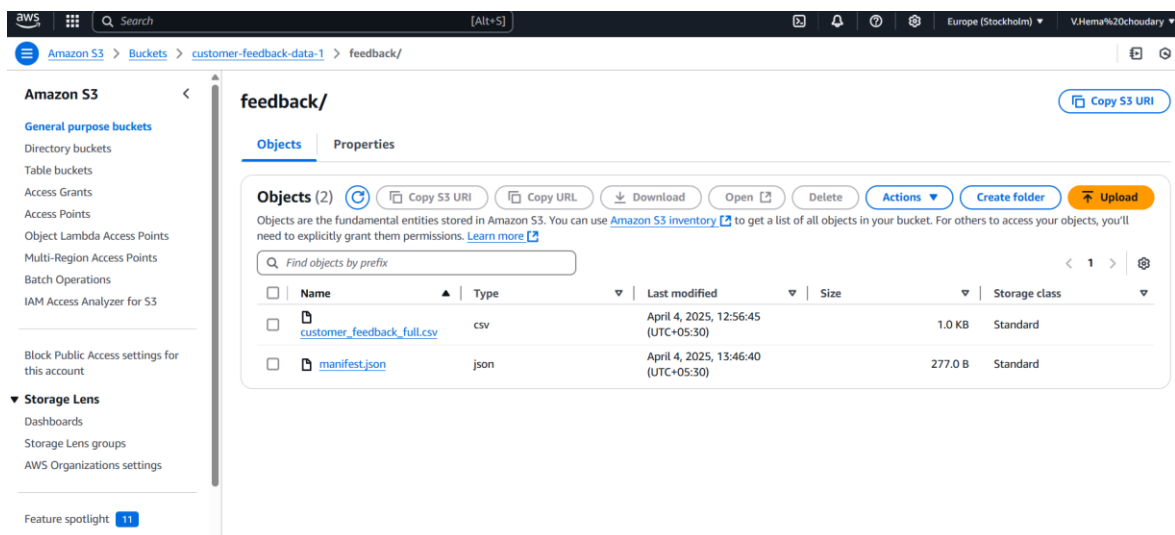 aws
Search
[Alt+S]
Europe (Stockholm) ▼
V.Hema%20choudary ▼
Amazon S3 > Buckets > customer-feedback-data-1 > feedback/
Amazon S3
General purpose buckets
Directory buckets
Table buckets
Access Grants
Access Points
Object Lambda Access Points
Multi-Region Access Points
Batch Operations
IAM Access Analyzer for S3
Block Public Access settings for
this account
▼ Storage Lens
Dashboards
Storage Lens groups
AWS Organizations settings
Feature spotlight 11
feedback/
Copy S3 URI
Objects
Properties
Objects (2)
Copy S3 URI
Copy URL
Download
Open
Delete
Actions ▼
Create folder
Upload
Objects are the fundamental entities stored in Amazon S3. You can use Amazon S3 inventory to get a list of all objects in your bucket. For others to access your objects, you'll
need to explicitly grant them permissions. Learn more
Find objects by prefix
< 1 >
Name Type Last modified Size Storage class
customer_feedback_full.csv csv April 4, 2025, 12:56:45 (UTC+05:30) 1.0 KB Standard
manifest.json json April 4, 2025, 13:46:40 (UTC+05:30) 277.0 B Standard